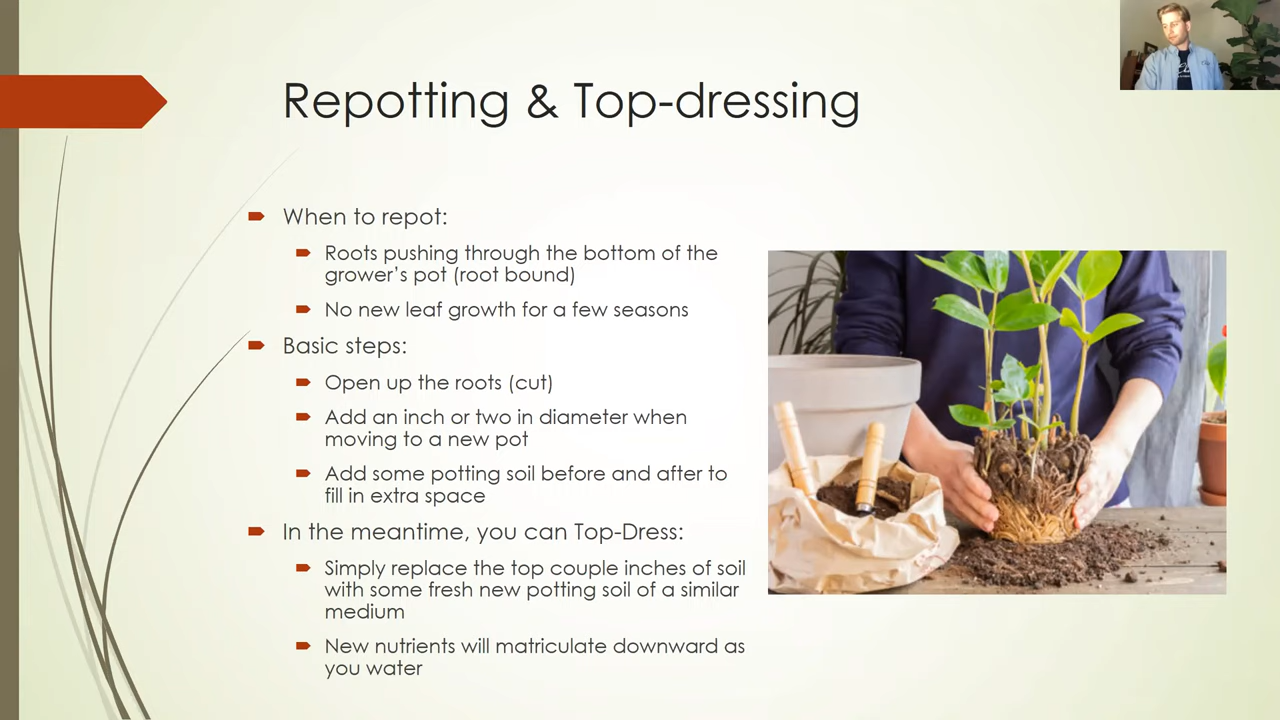 Repotting & Top-dressing
When to repot:
Roots pushing through the bottom of the
grower's pot (root bound)
No new leaf growth for a few seasons
Basic steps:
Open up the roots (cut)
Add an inch or two in diameter when
moving to a new pot
Add some potting soil before and after to
fill in extra space
In the meantime, you can Top-Dress:
Simply replace the top couple inches of soil
with some fresh new potting soil of a similar
medium
New nutrients will matriculate downward as
you water